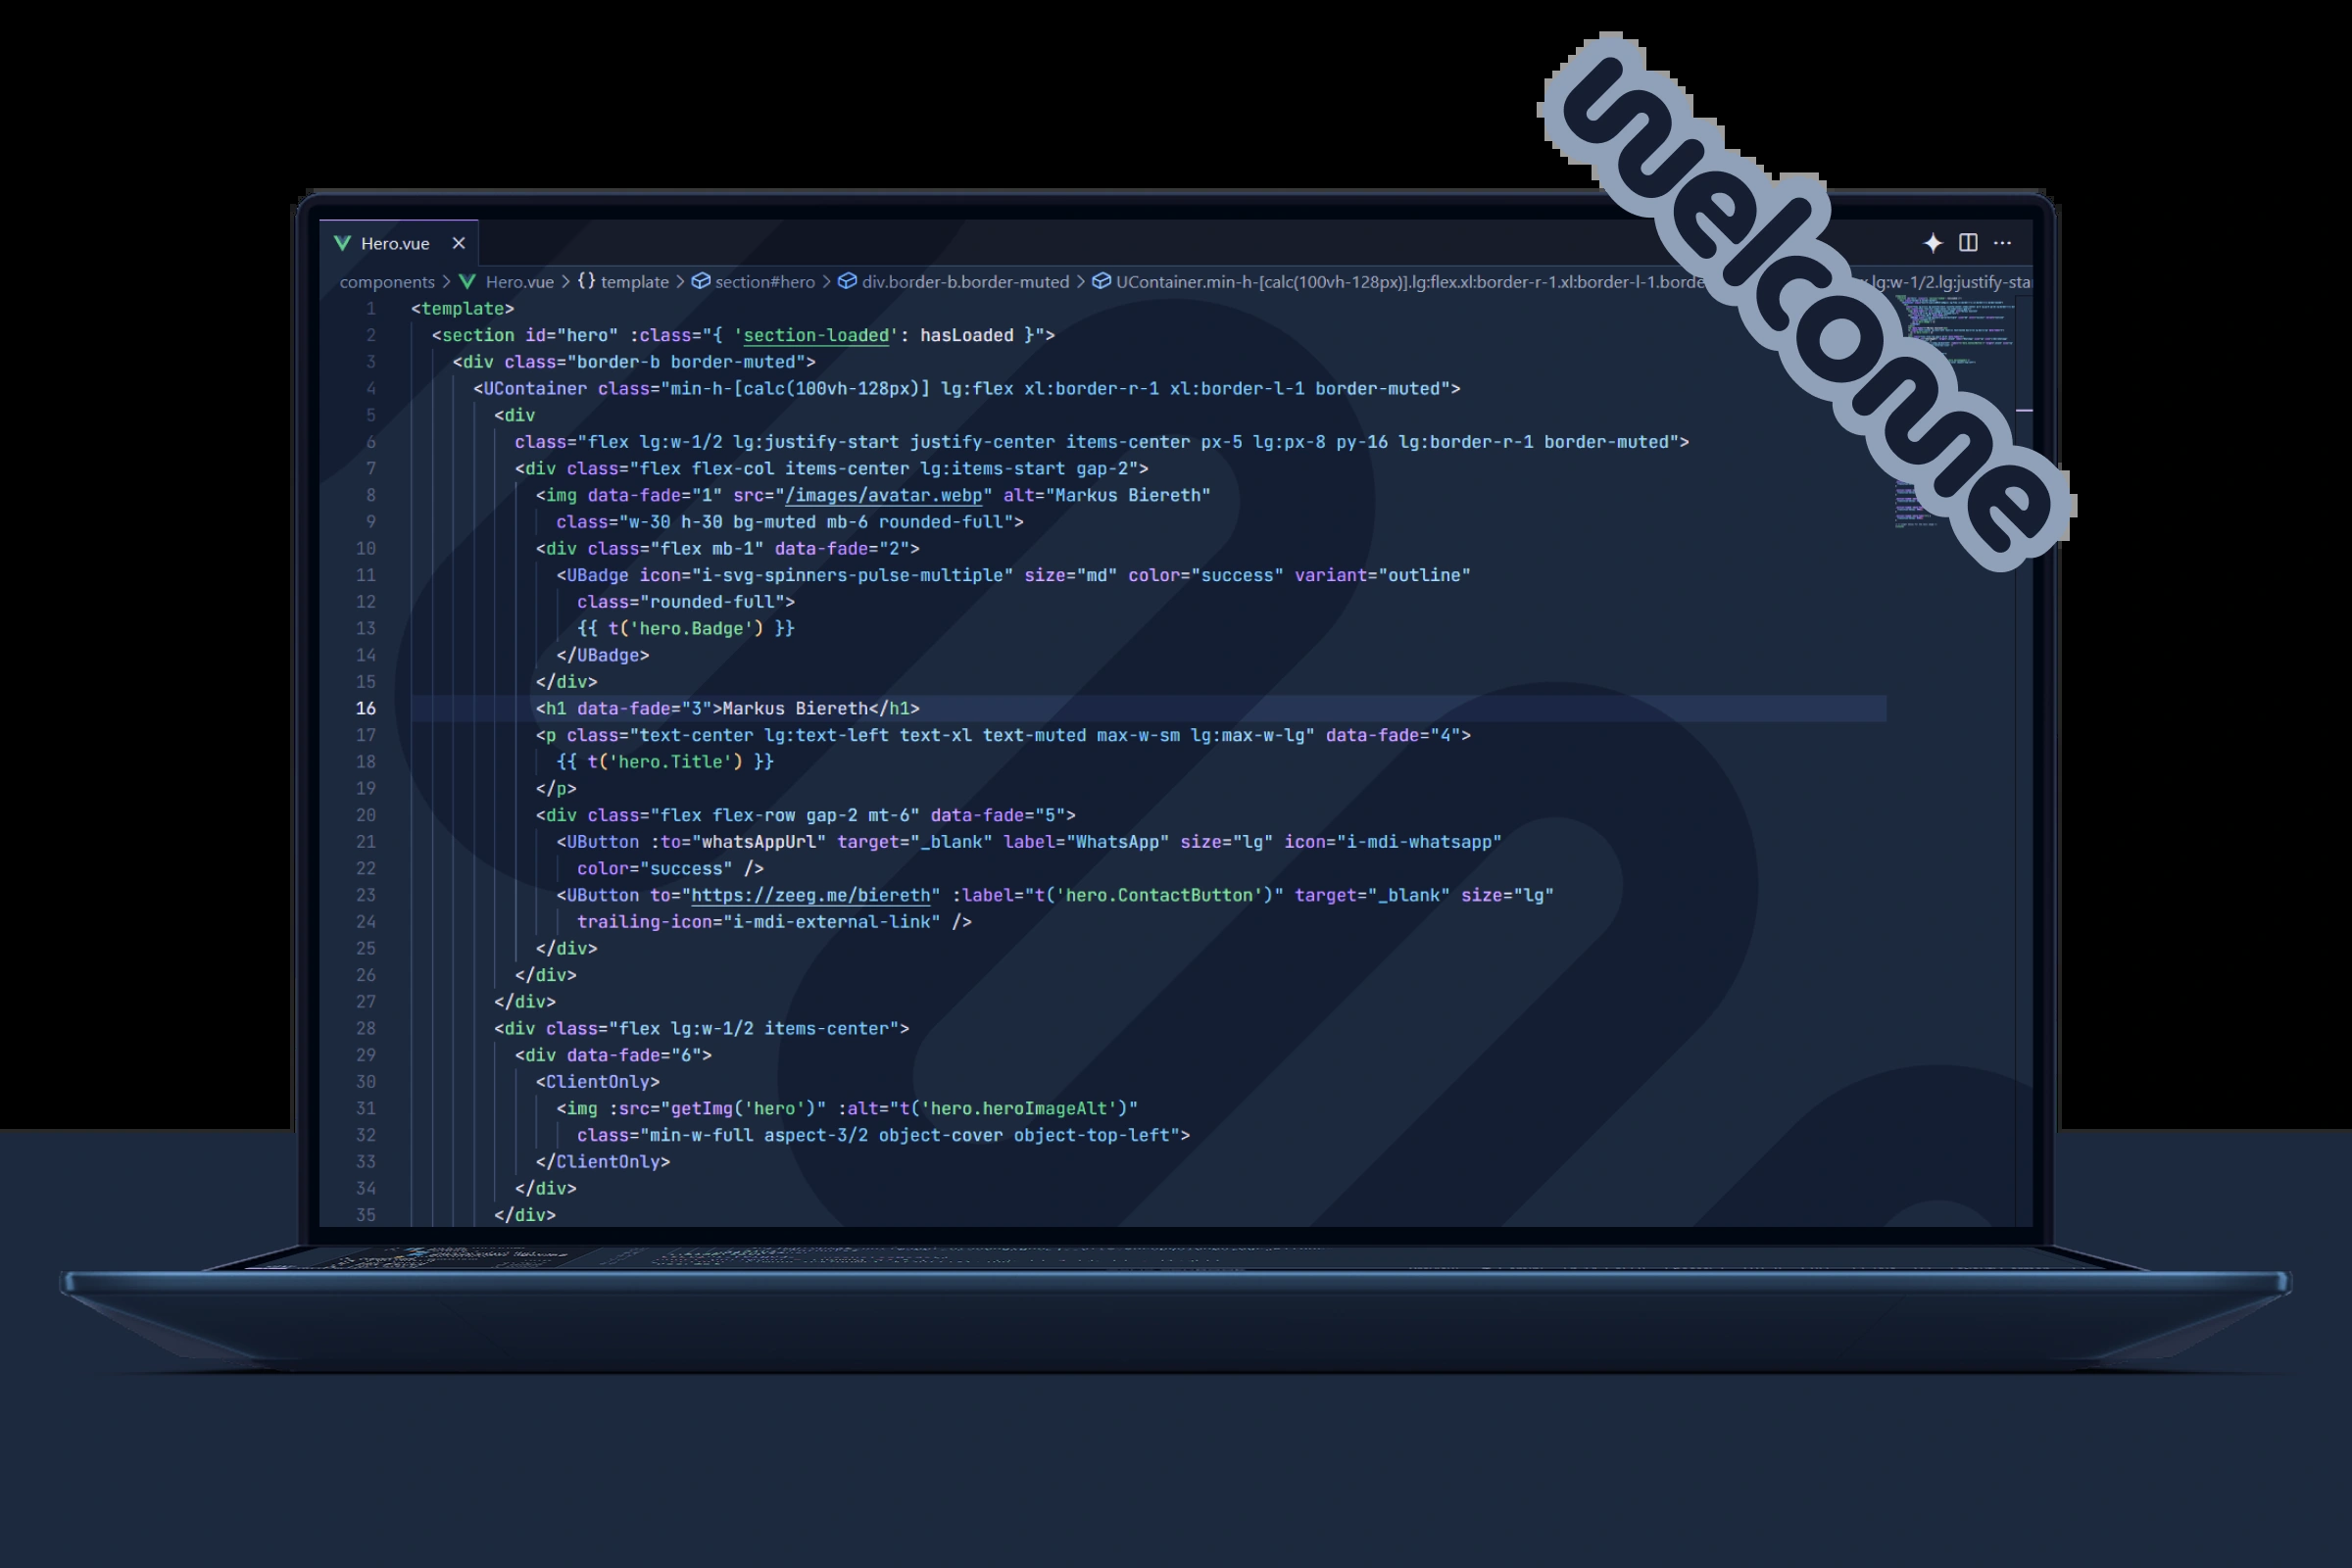 welcome
Hero.vue
components > Hero.vue > {} template > section#hero > div.border-b.border-muted > UContainer.min-h-[calc(100vh-128px)].lg:flex.xl:border-r-1.xl:border-l-1.borde .lg:w-1/2.lg:justify-sta
1 <template>
2 <section id="hero" :class="{ 'section-loaded': hasLoaded }">
3 <div class="border-b border-muted">
4 <UContainer class="min-h-[calc(100vh-128px)] lg:flex xl:border-r-1 xl:border-l-1 border-muted">
5 <div
6 class="flex lg:w-1/2 lg:justify-start justify-center items-center px-5 lg:px-8 py-16 lg:border-r-1 border-muted">
7 <div class="flex flex-col items-center lg:items-start gap-2">
8 <img data-fade="1" src="/images/avatar.webp" alt="Markus Biereth"
9 class="w-30 h-30 bg-muted mb-6 rounded-full">
10 <div class="flex mb-1" data-fade="2">
11 <UBadge icon="i-svg-spinners-pulse-multiple" size="md" color="success" variant="outline"
12 class="rounded-full">
13 {{ t('hero.Badge') }}
14 </UBadge>
15 </div>
16 <h1 data-fade="3">Markus Biereth</h1>
17 <p class="text-center lg:text-left text-xl text-muted max-w-sm lg:max-w-lg" data-fade="4">
18 {{ t('hero.Title') }}
19 </p>
20 <div class="flex flex-row gap-2 mt-6" data-fade="5">
21 <UButton :to="whatsAppUrl" target="_blank" label="WhatsApp" size="lg" icon="i-mdi-whatsapp"
22 color="success" />
23 <UButton to="https://zeeg.me/biereth" :label="t('hero.ContactButton')" target="_blank" size="lg"
24 trailing-icon="i-mdi-external-link" />
25 </div>
26 </div>
27 </div>
28 <div class="flex lg:w-1/2 items-center">
29 <div data-fade="6">
30 <ClientOnly>
31 <img :src="getImg('hero')" :alt="t('hero.heroImageAlt')"
32 class="min-w-full aspect-3/2 object-cover object-top-left">
33 </ClientOnly>
34 </div>
35 </div>